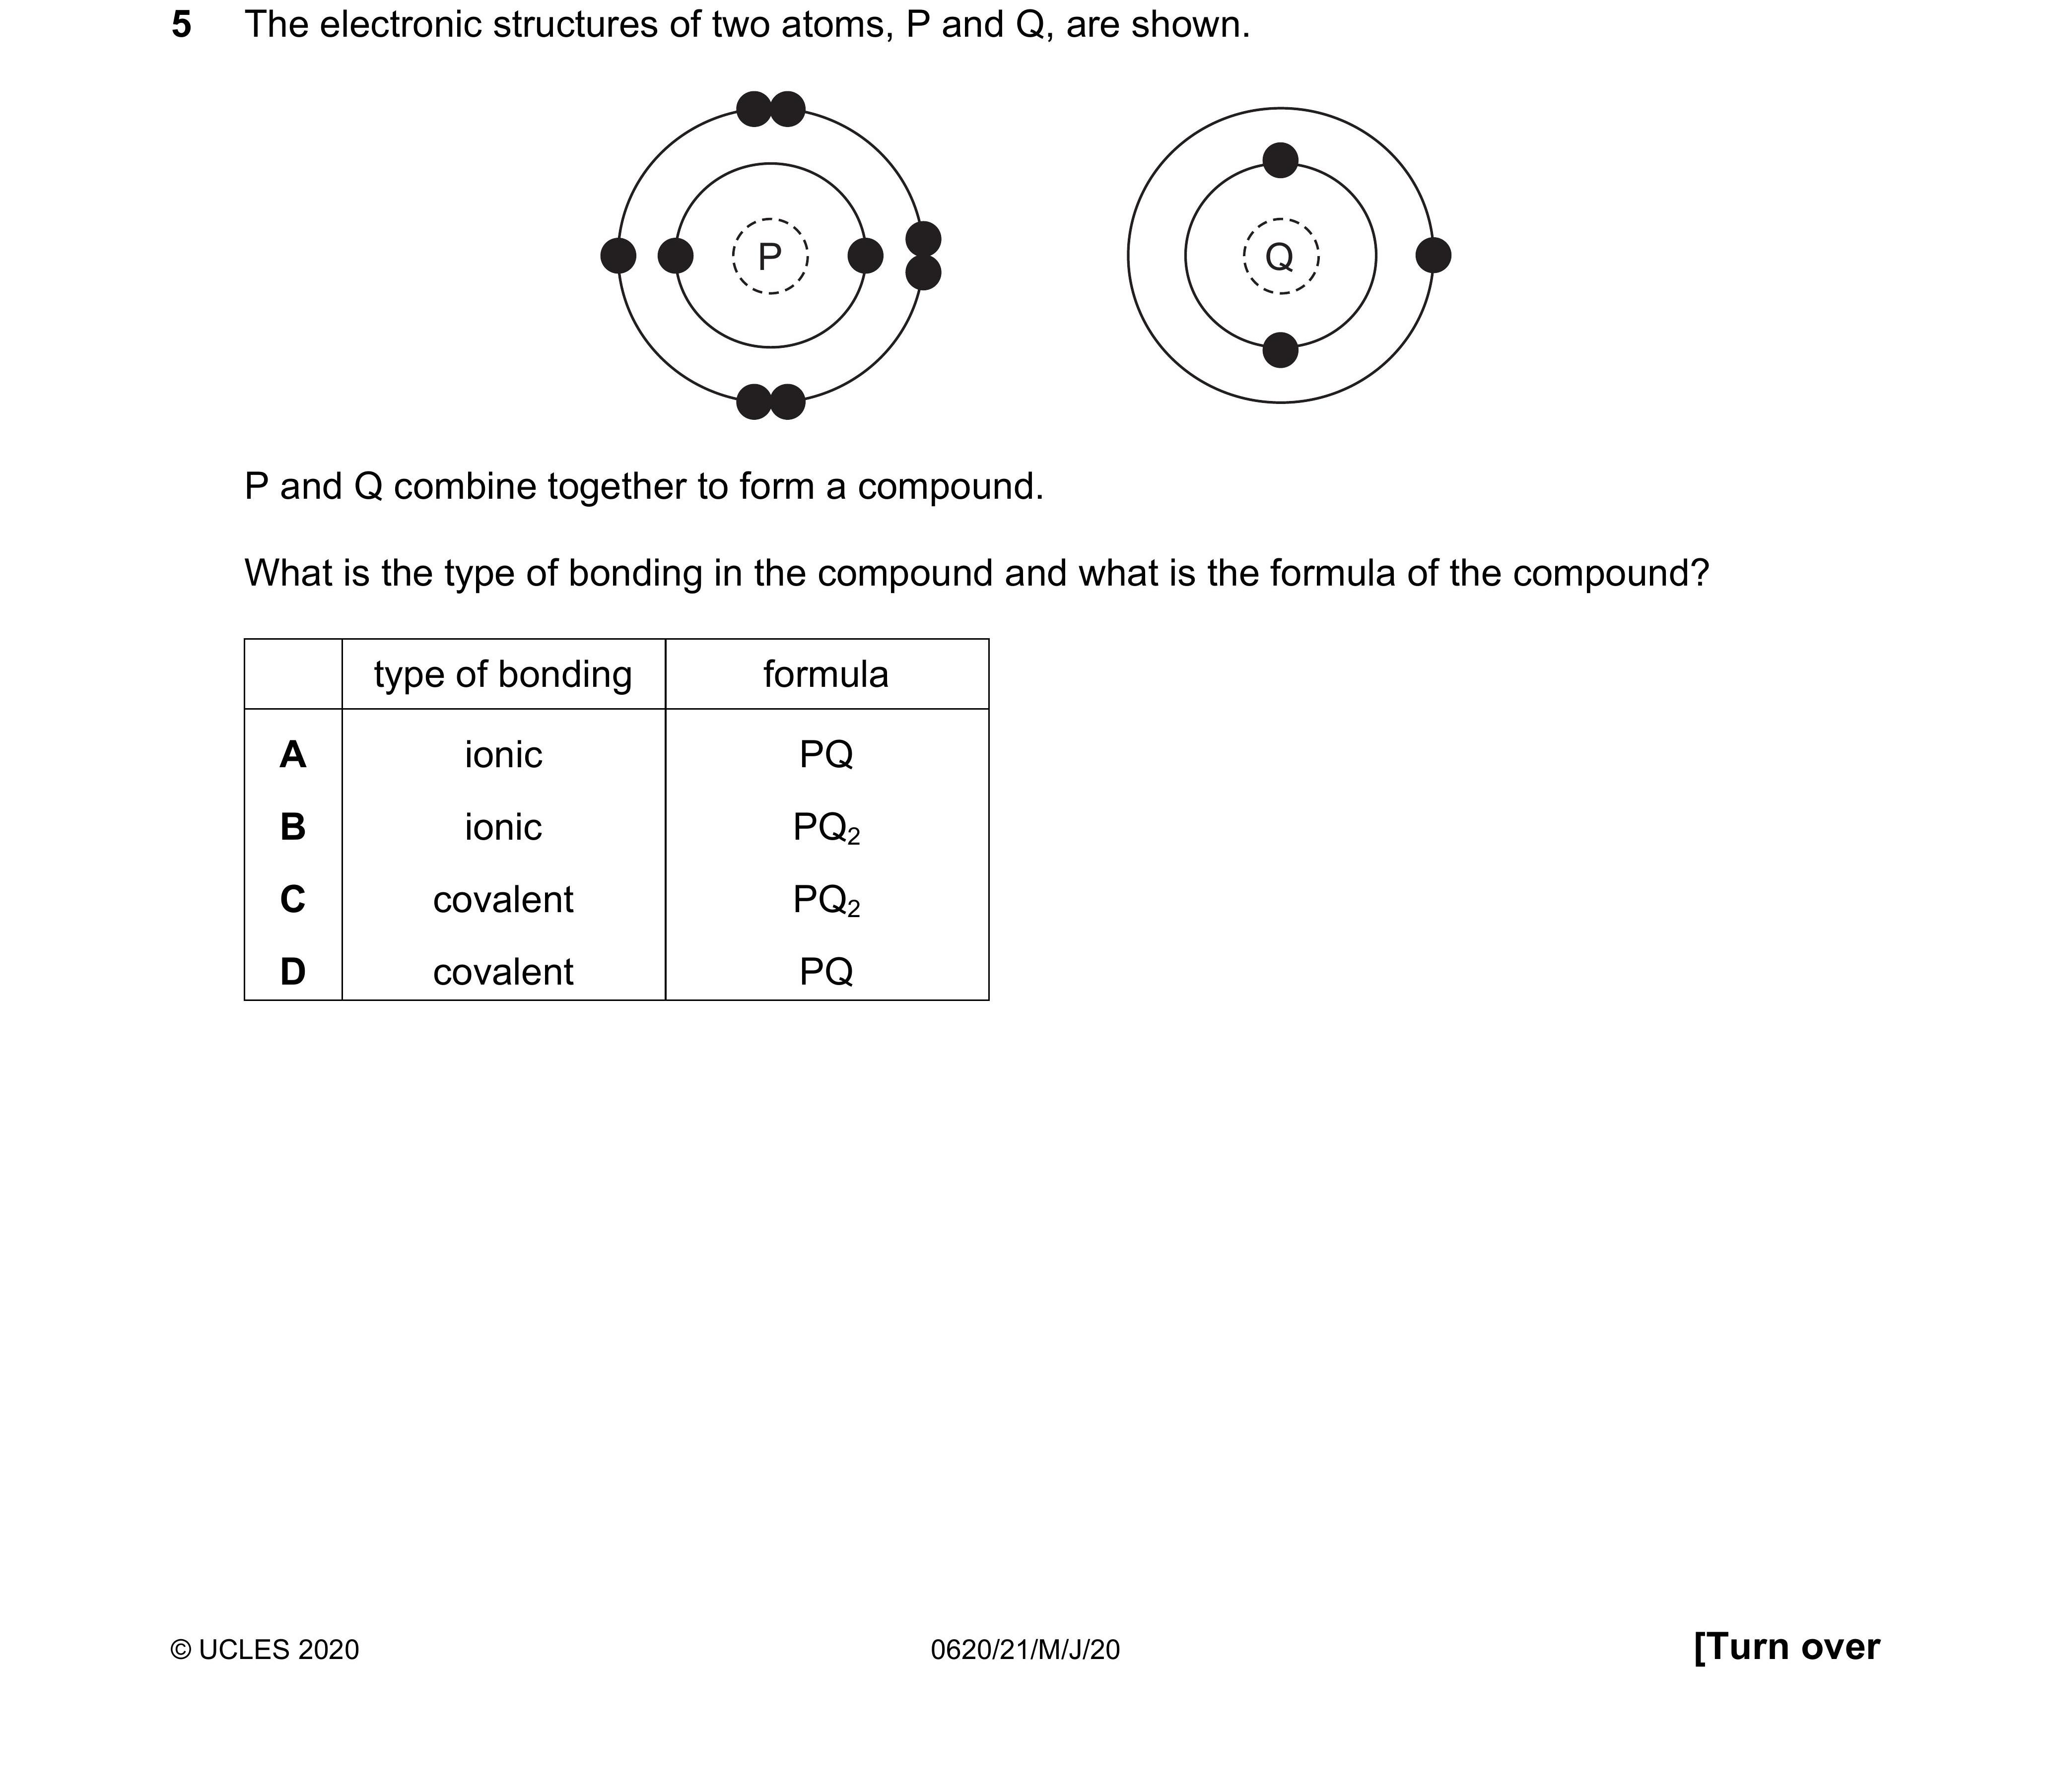 5 The electronic structures of two atoms, P and Q, are shown.
P Q
P and Q combine together to form a compound.
What is the type of bonding in the compound and what is the formula of the compound?
type of bonding formula
A ionic PQ
B ionic PQ₂
C covalent PQ₂
D covalent PQ
© UCLES 2020 0620/21/M/J/20 [Turn over